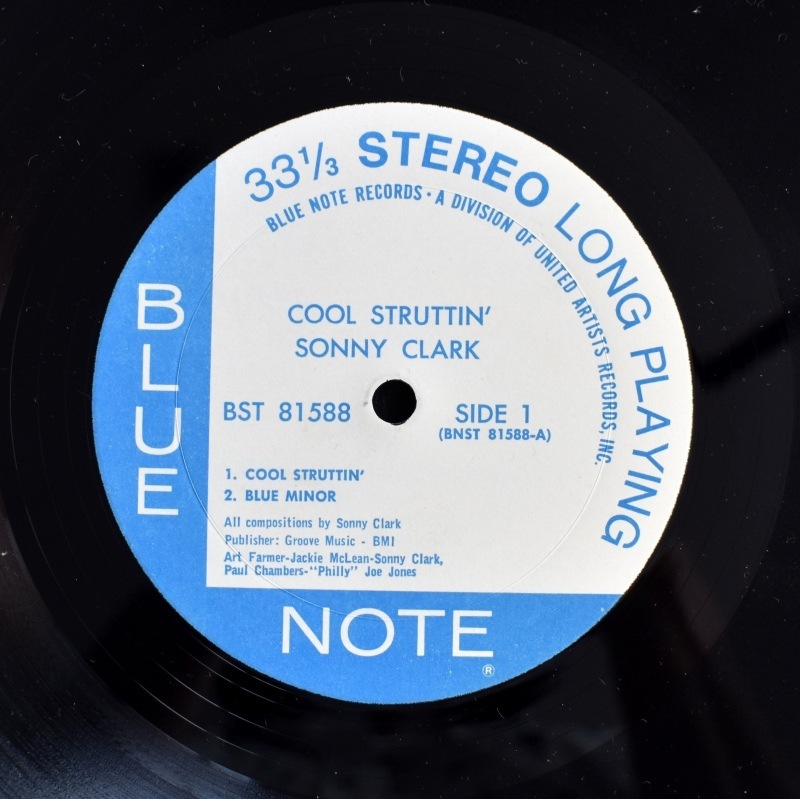 33⅓ STEREO LONG PLAYING
BLUE NOTE RECORDS · A DIVISION OF UNITED ARTISTS RECORDS, INC.
BLUE
COOL STRUTTIN'
SONNY CLARK
BST 81588
SIDE 1
(BNST 81588-A)
1. COOL STRUTTIN'
2. BLUE MINOR
All compositions by Sonny Clark
Publisher: Groove Music - BMI
Art Farmer-Jackie McLean-Sonny Clark,
Paul Chambers-"Philly" Joe Jones
NOTE
®